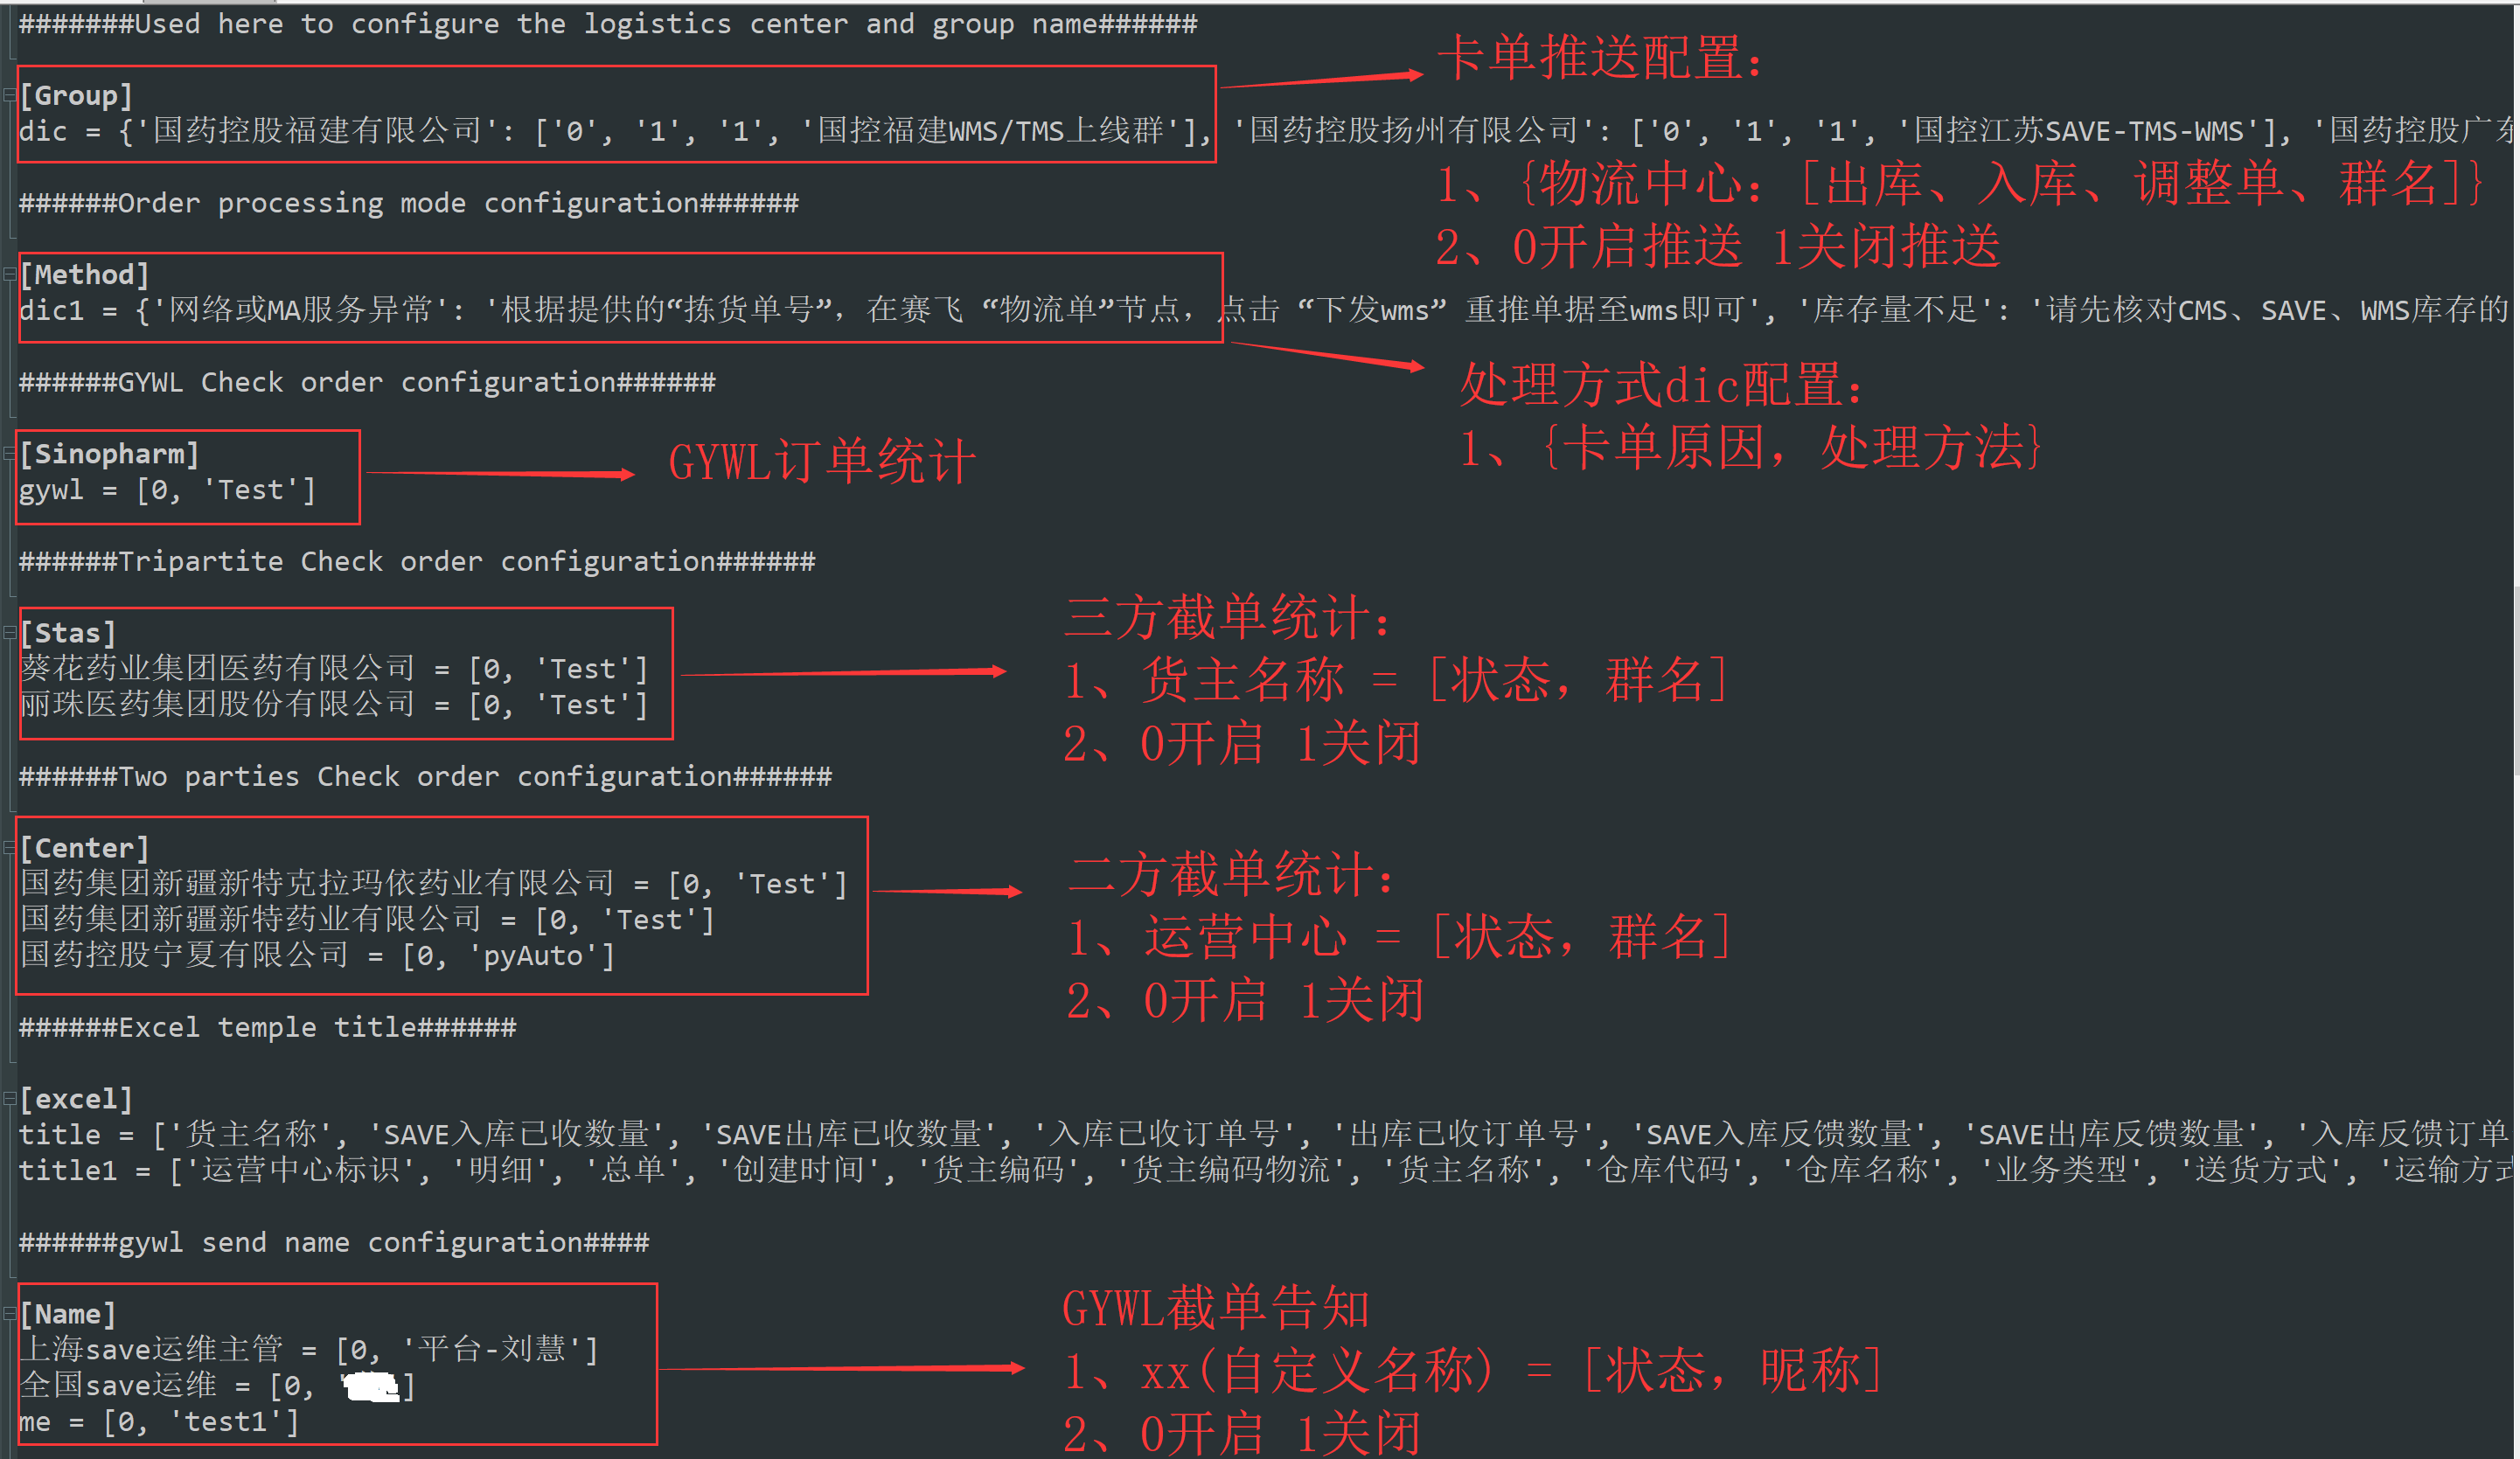 #######Used here to configure the logistics center and group name######
卡单推送配置：
[Group]
dic = {'国药控股福建有限公司': ['0', '1', '1', '国控福建WMS/TMS上线群'], '国药控股扬州有限公司': ['0', '1', '1', '国控江苏SAVE-TMS-WMS'], '国药控股广东
1、{物流中心：[出库、入库、调整单、群名]}
######Order processing mode configuration######
2、0开启推送 1关闭推送
[Method]
dic1 = {'网络或MA服务异常': '根据提供的“拣货单号”，在赛飞 “物流单”节点，点击 “下发wms” 重推单据至wms即可', '库存量不足': '请先核对CMS、SAVE、WMS库存的
######GYWL Check order configuration######
处理方式dic配置：
1、{卡单原因，处理方法}
[Sinopharm]
gywl = [0, 'Test']
GYWL订单统计
######Tripartite Check order configuration######
[Stas]
葵花药业集团医药有限公司 = [0, 'Test']
丽珠医药集团股份有限公司 = [0, 'Test']
三方截单统计：
1、货主名称 = [状态，群名]
2、0开启 1关闭
######Two parties Check order configuration######
[Center]
国药集团新疆新特克拉玛依药业有限公司 = [0, 'Test']
国药集团新疆新特药业有限公司 = [0, 'Test']
国药控股宁夏有限公司 = [0, 'pyAuto']
二方截单统计：
1、运营中心 = [状态，群名]
2、0开启 1关闭
######Excel temple title######
[excel]
title = ['货主名称', 'SAVE入库已收数量', 'SAVE出库已收数量', '入库已收订单号', '出库已收订单号', 'SAVE入库反馈数量', 'SAVE出库反馈数量', '入库反馈订单
title1 = ['运营中心标识', '明细', '总单', '创建时间', '货主编码', '货主编码物流', '货主名称', '仓库代码', '仓库名称', '业务类型', '送货方式', '运输方式
######gywl send name configuration####
[Name]
上海save运维主管 = [0, '平台-刘慧']
全国save运维 = [0, ' ]
me = [0, 'test1']
GYWL截单告知
1、xx(自定义名称) = [状态，昵称]
2、0开启 1关闭